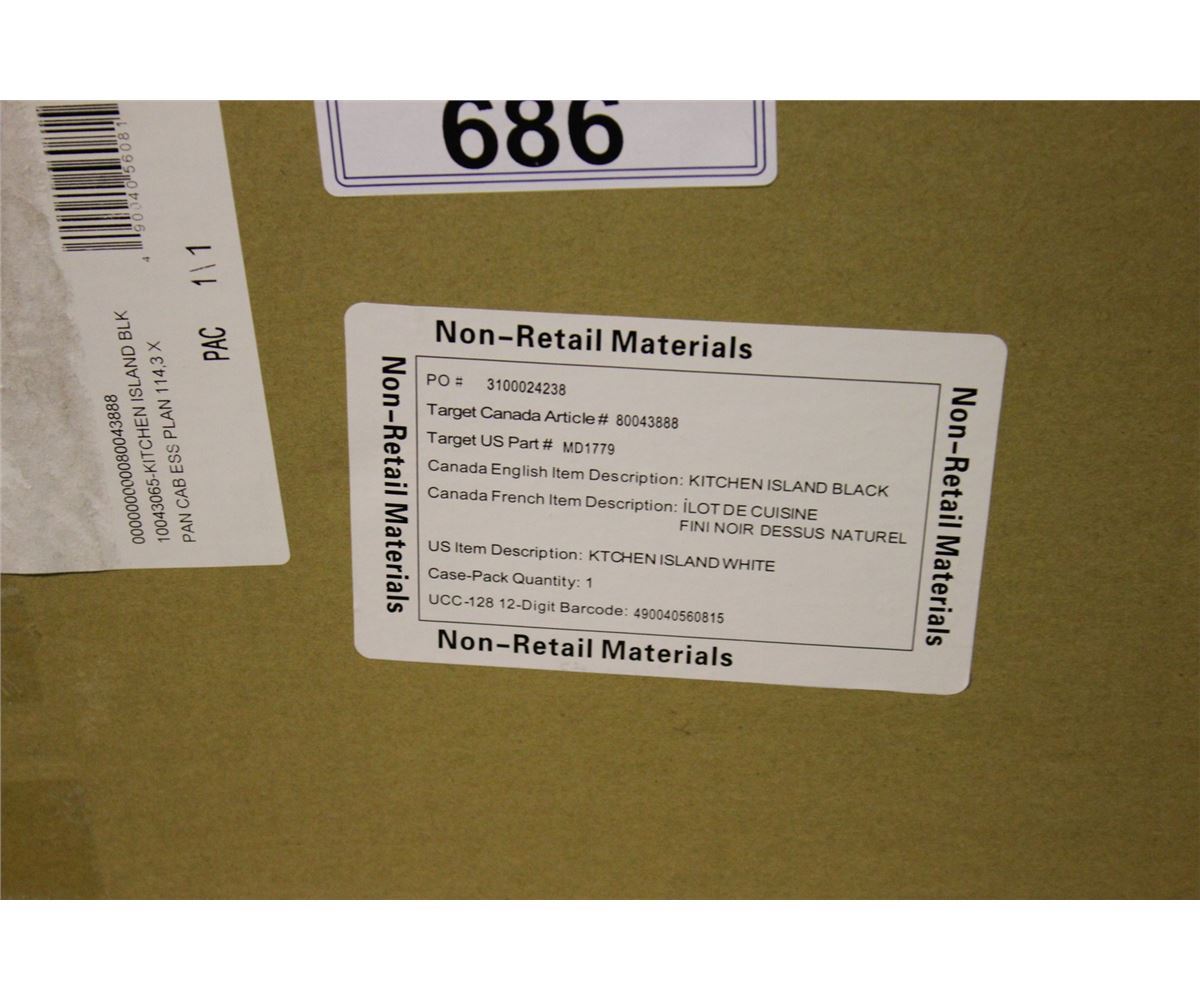 686
4 90040 56081
000000000080043888
10043065-KITCHEN ISLAND BLK
PAN CAB ESS PLAN 114,3 X
PAC 1\1
Non-Retail Materials
Non-Retail Materials
PO # 3100024238
Target Canada Article # 80043888
Target US Part # MD1779
Canada English Item Description: KITCHEN ISLAND BLACK
Canada French Item Description: ÎLOT DE CUISINE
FINI NOIR DESSUS NATUREL
US Item Description: KTCHEN ISLAND WHITE
Case-Pack Quantity: 1
UCC-128 12-Digit Barcode: 490040560815
Non-Retail Materials
Non-Retail Materials